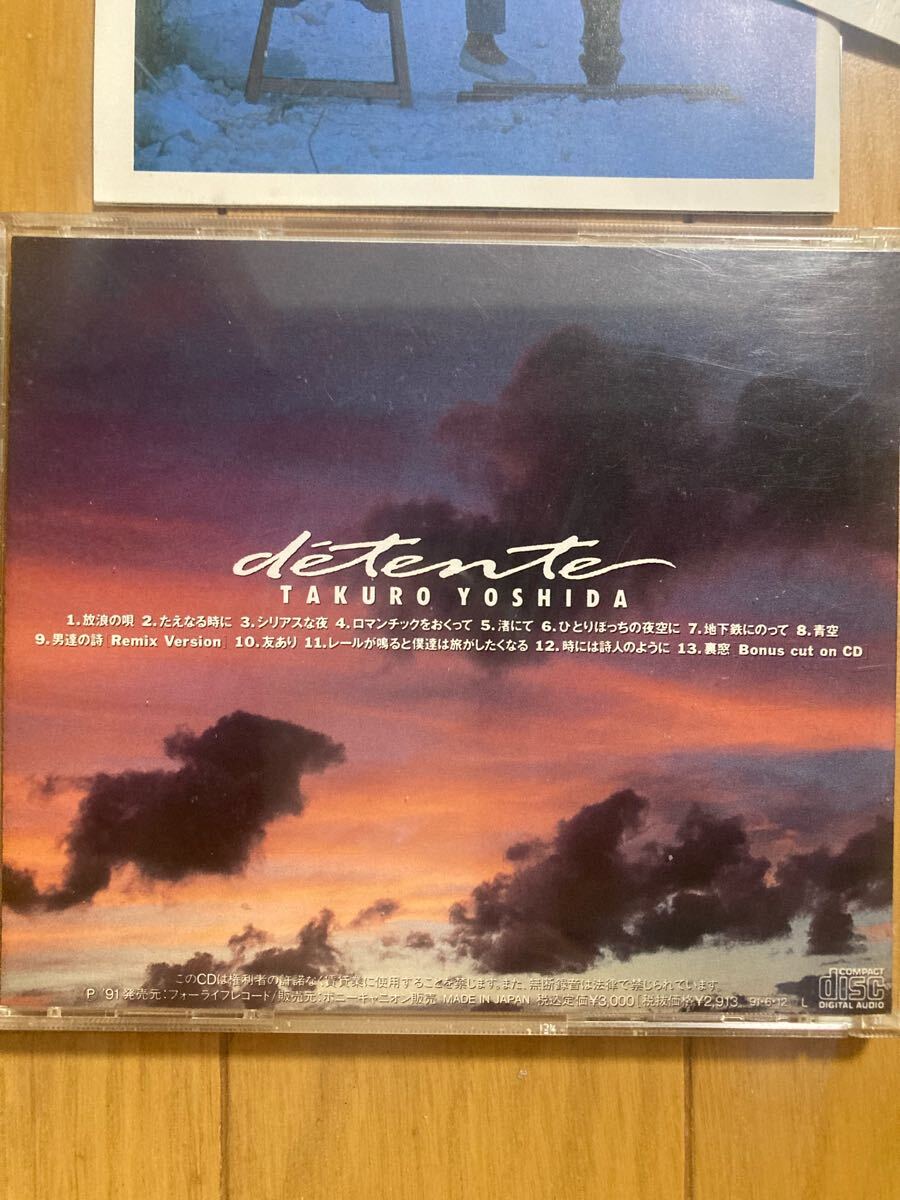 détente
TAKURO YOSHIDA
1.放浪の唄 2.たえなる時に 3.シリアスな夜 4.ロマンチックをおくって 5.渚にて 6.ひとりぼっちの夜空に 7.地下鉄にのって 8.青空
9.男達の詩[Remix Version] 10.友あり 11.レールが鳴ると僕達は旅がしたくなる 12.時には詩人のように 13.裏窓[Bonus cut on CD]
このCDは権利者の許諾なく賃貸業に使用することを禁じます。また、無断録音は法律で禁じられています。
P '91 発売元:フォーライフレコード/販売元:ポニーキャニオン販売 MADE IN JAPAN 税込定価¥3,000[税抜価格¥2,913] '91・6・12 L
COMPACT
disc
DIGITAL AUDIO